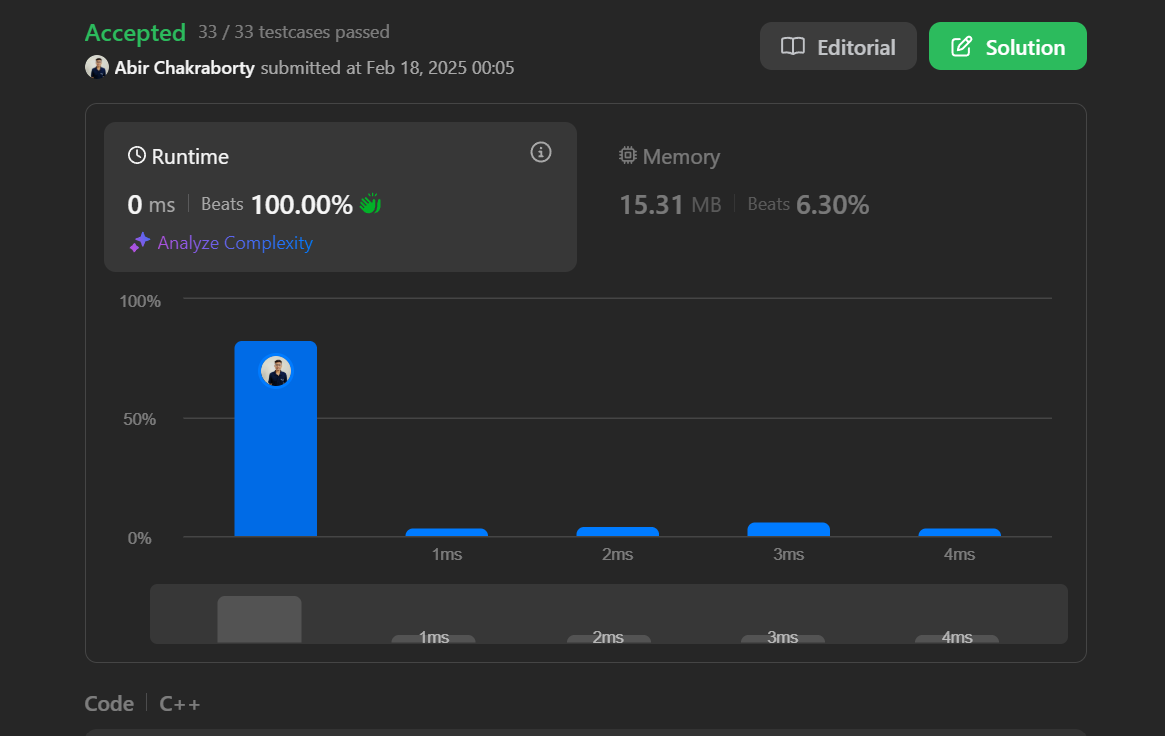 Accepted 33 / 33 testcases passed
Editorial
Solution
Abir Chakraborty submitted at Feb 18, 2025 00:05
Runtime
Memory
0 ms Beats 100.00%
15.31 MB Beats 6.30%
Analyze Complexity
100%
50%
0%
1ms 2ms 3ms 4ms
1ms 2ms 3ms 4ms
Code C++